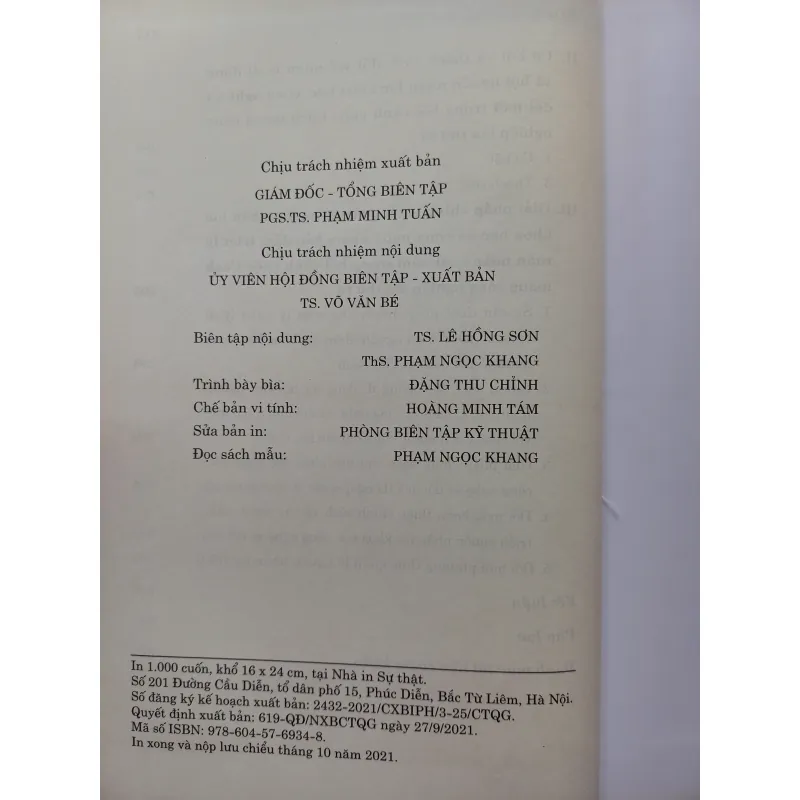 Chịu trách nhiệm xuất bản
GIÁM ĐỐC - TỔNG BIÊN TẬP
PGS.TS. PHẠM MINH TUẤN
Chịu trách nhiệm nội dung
ỦY VIÊN HỘI ĐỒNG BIÊN TẬP - XUẤT BẢN
TS. VÕ VĂN BÉ
Biên tập nội dung: TS. LÊ HỒNG SƠN
ThS. PHẠM NGỌC KHANG
Trình bày bìa: ĐẶNG THU CHỈNH
Chế bản vi tính: HOÀNG MINH TÁM
Sửa bản in: PHÒNG BIÊN TẬP KỸ THUẬT
Đọc sách mẫu: PHẠM NGỌC KHANG
In 1.000 cuốn, khổ 16 x 24 cm, tại Nhà in Sự thật.
Số 201 Đường Cầu Diễn, tổ dân phố 15, Phúc Diễn, Bắc Từ Liêm, Hà Nội.
Số đăng ký kế hoạch xuất bản: 2432-2021/CXBIPH/3-25/CTQG.
Quyết định xuất bản: 619-QĐ/NXBCTQG ngày 27/9/2021.
Mã số ISBN: 978-604-57-6934-8.
In xong và nộp lưu chiểu tháng 10 năm 2021.